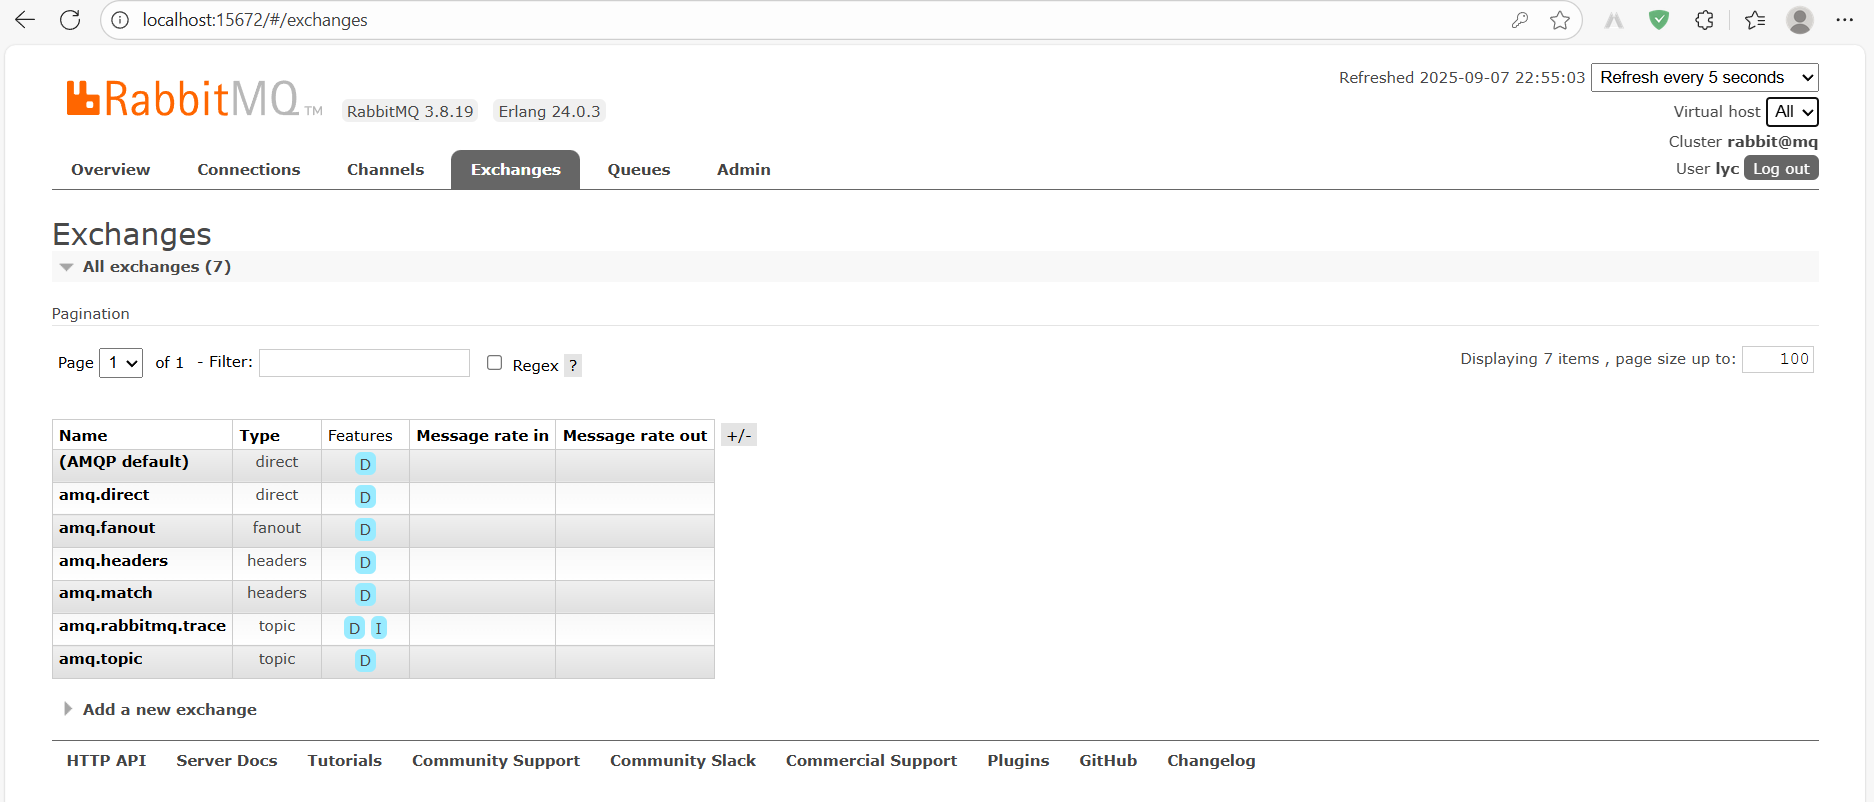 localhost:15672/#/exchanges
Refreshed 2025-09-07 22:55:03 Refresh every 5 seconds
RabbitMQ TM RabbitMQ 3.8.19 Erlang 24.0.3
Virtual host All
Cluster rabbit@mq
User lyc Log out
Overview Connections Channels Exchanges Queues Admin
Exchanges
All exchanges (7)
Pagination
Page 1 of 1 - Filter: Regex ? Displaying 7 items , page size up to: 100
Name Type Features Message rate in Message rate out +/-
(AMQP default) direct D
amq.direct direct D
amq.fanout fanout D
amq.headers headers D
amq.match headers D
amq.rabbitmq.trace topic D I
amq.topic topic D
Add a new exchange
HTTP API Server Docs Tutorials Community Support Community Slack Commercial Support Plugins GitHub Changelog